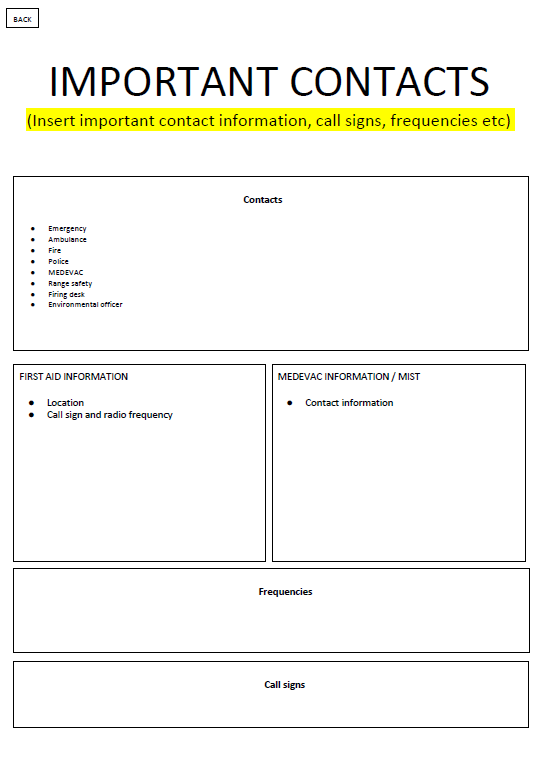 BACK
IMPORTANT CONTACTS
(Insert important contact information, call signs, frequencies etc)
Contacts
● Emergency
● Ambulance
● Fire
● Police
● MEDEVAC
● Range safety
● Firing desk
● Environmental officer
FIRST AID INFORMATION
● Location
● Call sign and radio frequency
MEDEVAC INFORMATION / MIST
● Contact information
Frequencies
Call signs